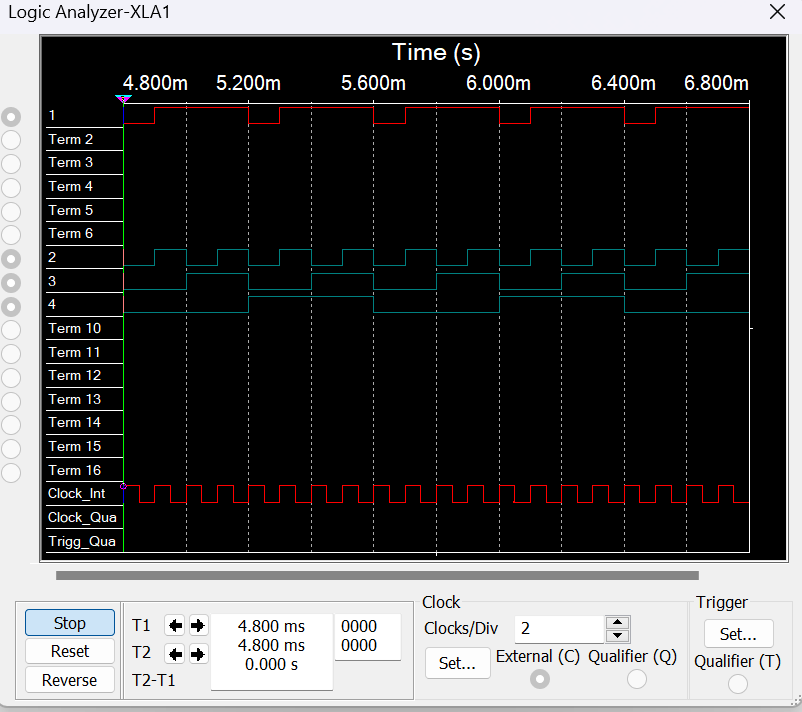 Logic Analyzer-XLA1
Time (s)
4.800m 5.200m 5.600m 6.000m 6.400m 6.800m
1
Term 2
Term 3
Term 4
Term 5
Term 6
2
3
4
Term 10
Term 11
Term 12
Term 13
Term 14
Term 15
Term 16
Clock_Int
Clock_Qua
Trigg_Qua
Stop
Reset
Reverse
T1 4.800 ms 0000
T2 4.800 ms 0000
T2-T1 0.000 s
Clock
Clocks/Div 2
Set... External (C) Qualifier (Q)
Trigger
Set...
Qualifier (T)